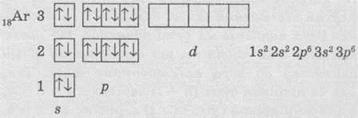 ₁₈Ar 3 ↑↓ ↑↓ ↑↓ ↑↓
2 ↑↓ ↑↓ ↑↓ ↑↓ d 1s² 2s² 2p⁶ 3s² 3p⁶
1 ↑↓ p
s